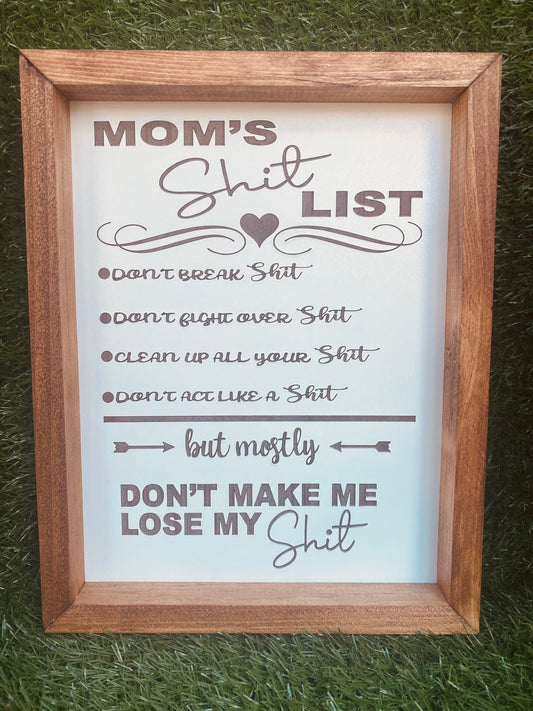 MOM'S
Shit
LIST
●DON'T BREAK Shit
●DON'T FIGHT OVER Shit
●CLEAN UP ALL YOUR Shit
●DON'T ACT LIKE A Shit
but mostly
DON'T MAKE ME
LOSE MY Shit